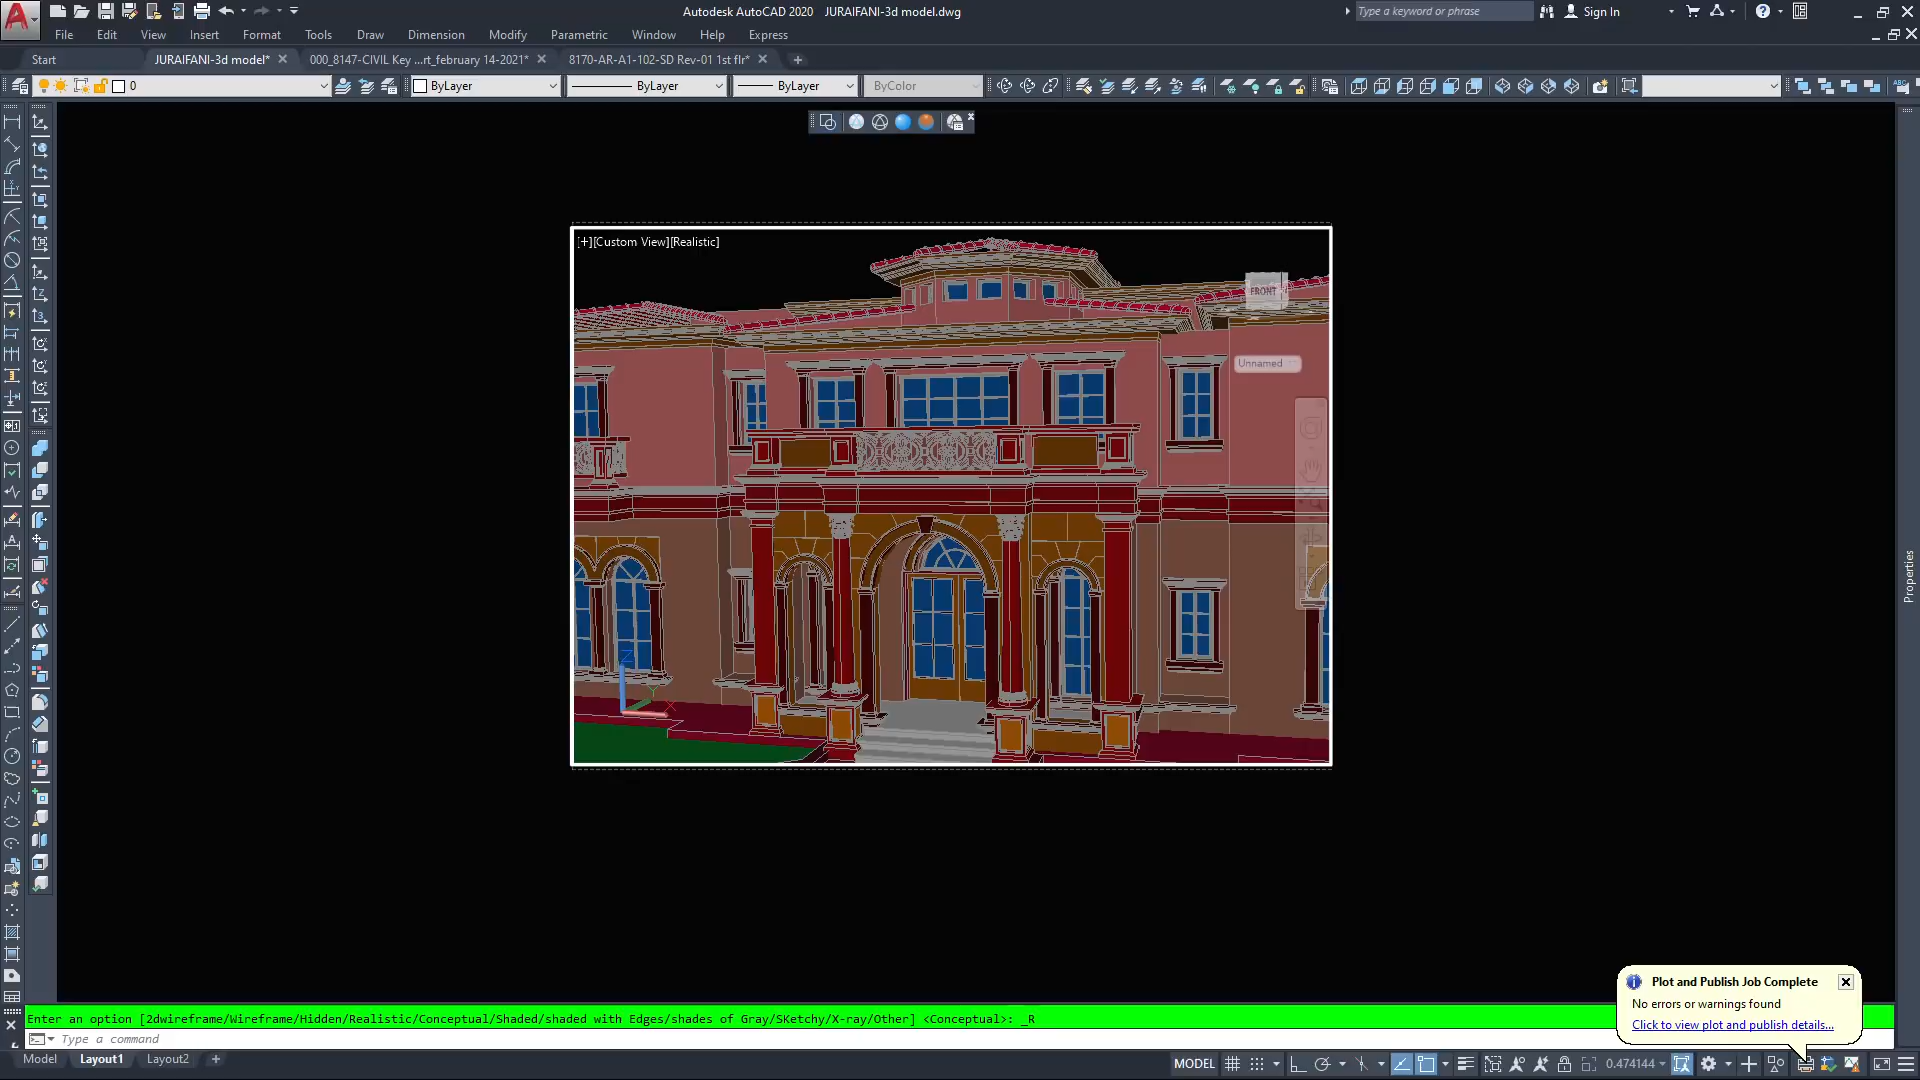 Autodesk AutoCAD 2020 JURAIFANI-3d model.dwg
Type a keyword or phrase
Sign In
File Edit View Insert Format Tools Draw Dimension Modify Parametric Window Help Express
Start JURAIFANI-3d model* 000_8147-CIVIL Key ...rt_february 14-2021* 8170-AR-A1-102-SD Rev-01 1st flr*
0 ByLayer ByLayer ByLayer ByColor
[+][Custom View][Realistic]
FRONT
Unnamed
Z
Y
X
Properties
Plot and Publish Job Complete
No errors or warnings found
Click to view plot and publish details...
Enter an option [2dwireframe/Wireframe/Hidden/Realistic/Conceptual/Shaded/shaded with Edges/shades of Gray/SKetchy/X-ray/Other] <Conceptual>: _R
Type a command
Model Layout1 Layout2
MODEL 0.474144